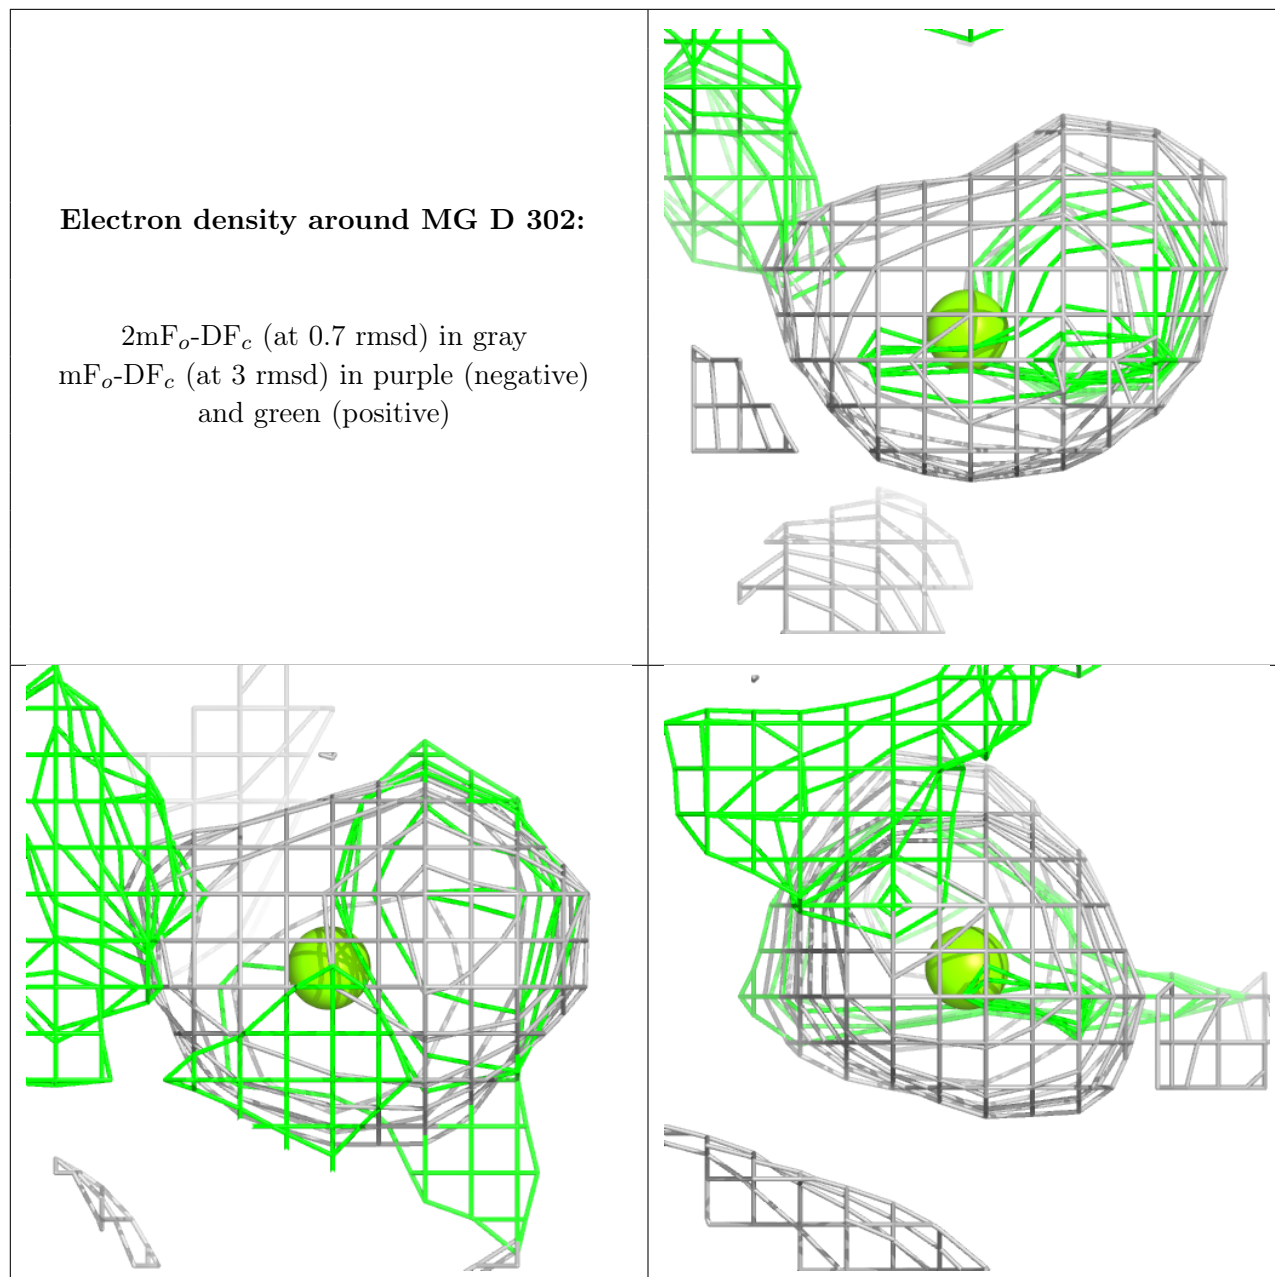 Electron density around MG D 302:
2mFo-DFc (at 0.7 rmsd) in gray
mFo-DFc (at 3 rmsd) in purple (negative)
and green (positive)